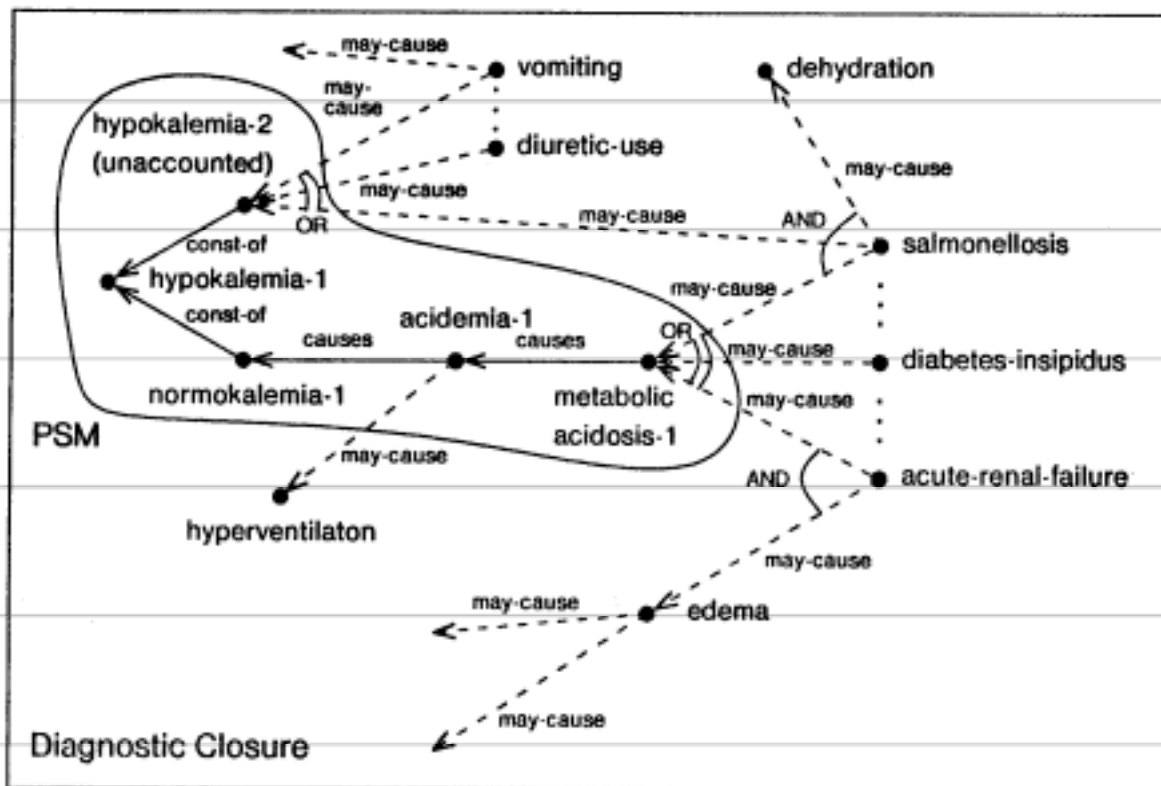 may-cause
vomiting
dehydration
may-
cause
hypokalemia-2
(unaccounted)
diuretic-use
may-cause
may-cause
may-cause
AND
OR
salmonellosis
const-of
hypokalemia-1
may-cause
const-of
acidemia-1
causes
causes
OR
may-cause
diabetes-insipidus
normokalemia-1
metabolic
acidosis-1
may-cause
PSM
may-cause
AND
acute-renal-failure
hyperventilaton
may-cause
may-cause
edema
may-cause
Diagnostic Closure